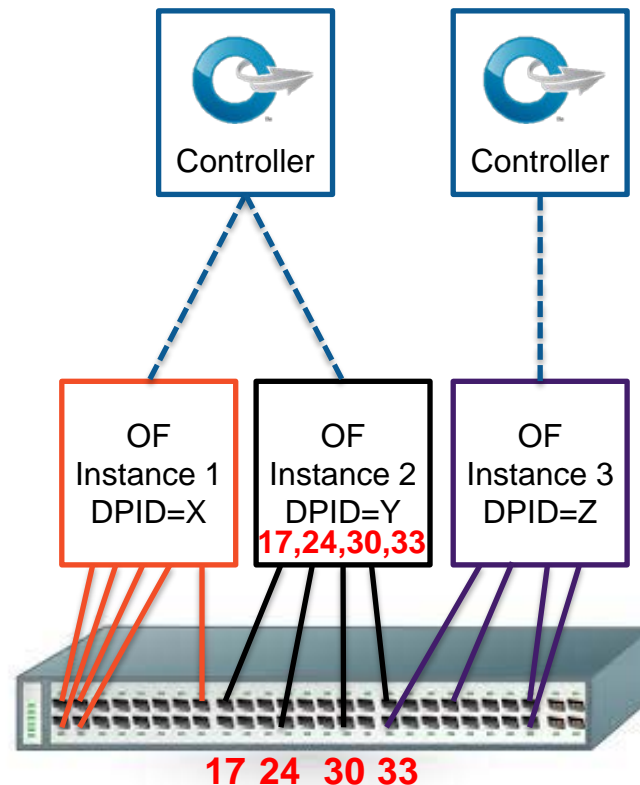 Controller
Controller
OF
Instance 1
DPID=X
OF
Instance 2
DPID=Y
17,24,30,33
OF
Instance 3
DPID=Z
17 24 30 33